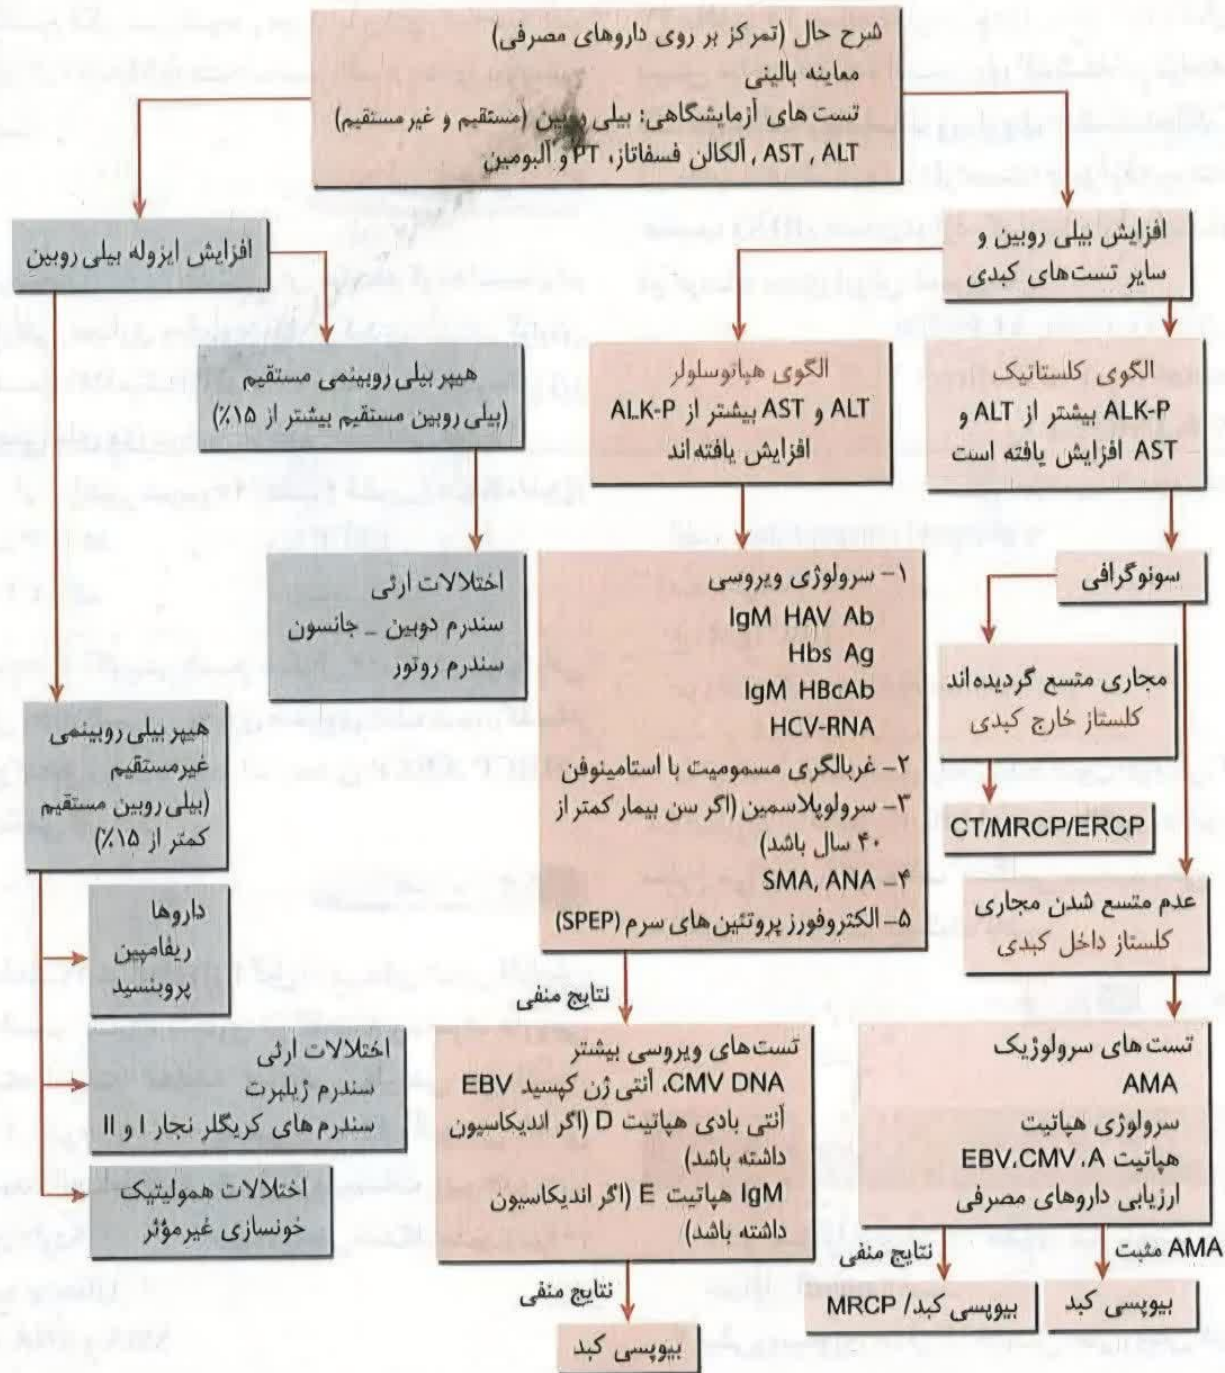 شرح حال (تمرکز بر روی داروهای مصرفی)
معاینه بالینی
تست های آزمایشگاهی: بیلی روبین (مستقیم و غیر مستقیم)
AST , ALT , آلکالن فسفاتاز، PT و آلبومین
افزایش بیلی روبین و
سایر تست‌های کبدی
الگوی کلستاتیک
ALK-P بیشتر از ALT و
AST افزایش یافته است
سونوگرافی
مجاری متسع گردیده اند
کلستاز خارج کبدی
CT/MRCP/ERCP
عدم متسع شدن مجاری
کلستاز داخل کبدی
تست های سرولوژیک
AMA
سرولوژی هپاتیت
هپاتیت A، CMV، EBV
ارزیابی داروهای مصرفی
AMA مثبت
بیوپسی کبد
نتایج منفی
بیوپسی کبد/ MRCP
الگوی هپاتوسلولر
ALT و AST بیشتر از ALK-P
افزایش یافته اند
۱- سرولوژی ویروسی
IgM HAV Ab
Hbs Ag
IgM HBcAb
HCV-RNA
۲- غربالگری مسمومیت با استامینوفن
۳- سرولوپلاسمین (اگر سن بیمار کمتر از
۴۰ سال باشد)
۴- SMA, ANA
۵- الکتروفورز پروتئین های سرم (SPEP)
نتایج منفی
تست‌های ویروسی بیشتر
CMV DNA، آنتی ژن کپسید EBV
آنتی بادی هپاتیت D (اگر اندیکاسیون
داشته باشد)
IgM هپاتیت E (اگر اندیکاسیون
داشته باشد)
نتایج منفی
بیوپسی کبد
افزایش ایزوله بیلی روبین
هیپر بیلی روبینمی مستقیم
(بیلی روبین مستقیم بیشتر از ۱۵٪)
اختلالات ارثی
سندرم دوبین _ جانسون
سندرم روتور
هیپر بیلی روبینمی
غیرمستقیم
(بیلی روبین مستقیم
کمتر از ۱۵٪)
داروها
ریفامپین
پروبنسید
اختلالات ارثی
سندرم ژیلبرت
سندرم های کریگلر نجار I و II
اختلالات همولیتیک
خونسازی غیرمؤثر